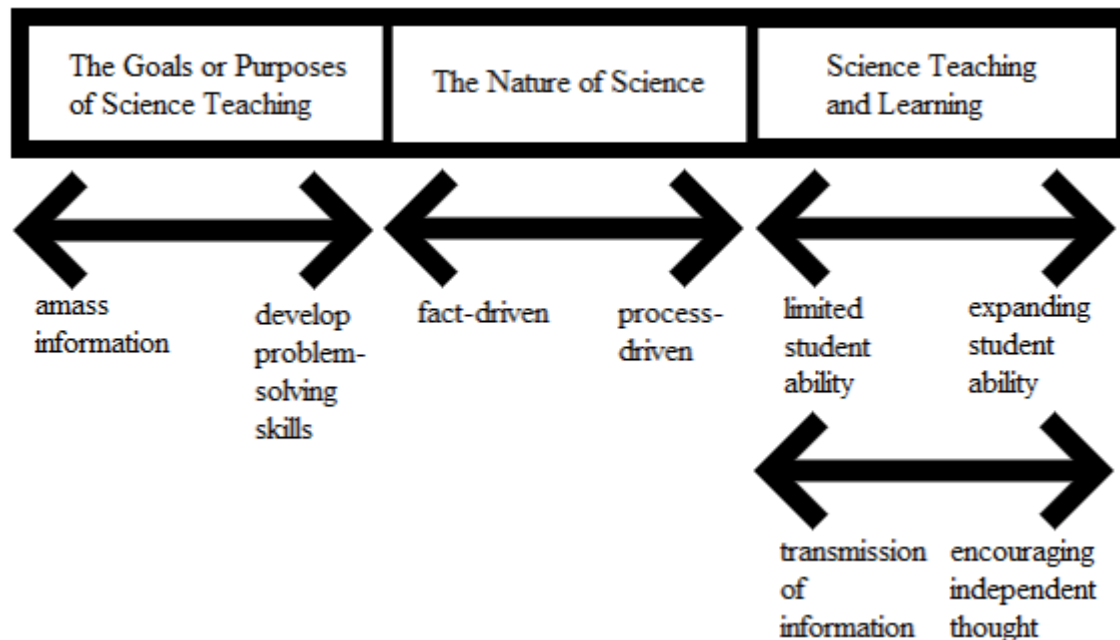 The Goals or Purposes
of Science Teaching
The Nature of Science
Science Teaching
and Learning
amass
information
develop
problem-
solving
skills
fact-driven
process-
driven
limited
student
ability
expanding
student
ability
transmission
of
information
encouraging
independent
thought